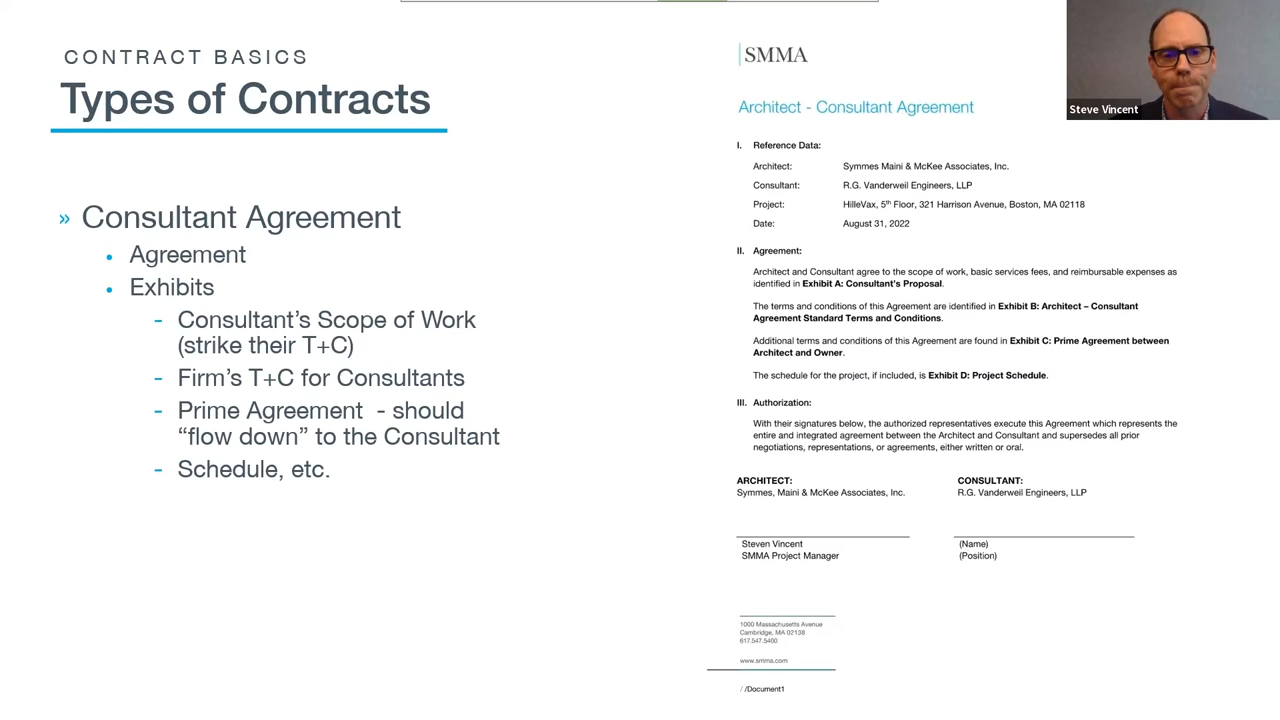 CONTRACT BASICS
Types of Contracts
» Consultant Agreement
• Agreement
• Exhibits
- Consultant’s Scope of Work
(strike their T+C)
- Firm’s T+C for Consultants
- Prime Agreement - should
“flow down” to the Consultant
- Schedule, etc.
SMMA
Architect - Consultant Agreement
I. Reference Data:
Architect: Symmes Maini & McKee Associates, Inc.
Consultant: R.G. Vanderweil Engineers, LLP
Project: HilleVax, 5th Floor, 321 Harrison Avenue, Boston, MA 02118
Date: August 31, 2022
II. Agreement:
Architect and Consultant agree to the scope of work, basic services fees, and reimbursable expenses as
identified in Exhibit A: Consultant’s Proposal.
The terms and conditions of this Agreement are identified in Exhibit B: Architect – Consultant
Agreement Standard Terms and Conditions.
Additional terms and conditions of this Agreement are found in Exhibit C: Prime Agreement between
Architect and Owner.
The schedule for the project, if included, is Exhibit D: Project Schedule.
III. Authorization:
With their signatures below, the authorized representatives execute this Agreement which represents the
entire and integrated agreement between the Architect and Consultant and supersedes all prior
negotiations, representations, or agreements, either written or oral.
ARCHITECT: CONSULTANT:
Symmes, Maini & McKee Associates, Inc. R.G. Vanderweil Engineers, LLP
Steven Vincent (Name)
SMMA Project Manager (Position)
1000 Massachusetts Avenue
Cambridge, MA 02138
617.547.5400
www.smma.com
/ /Document1
Steve Vincent